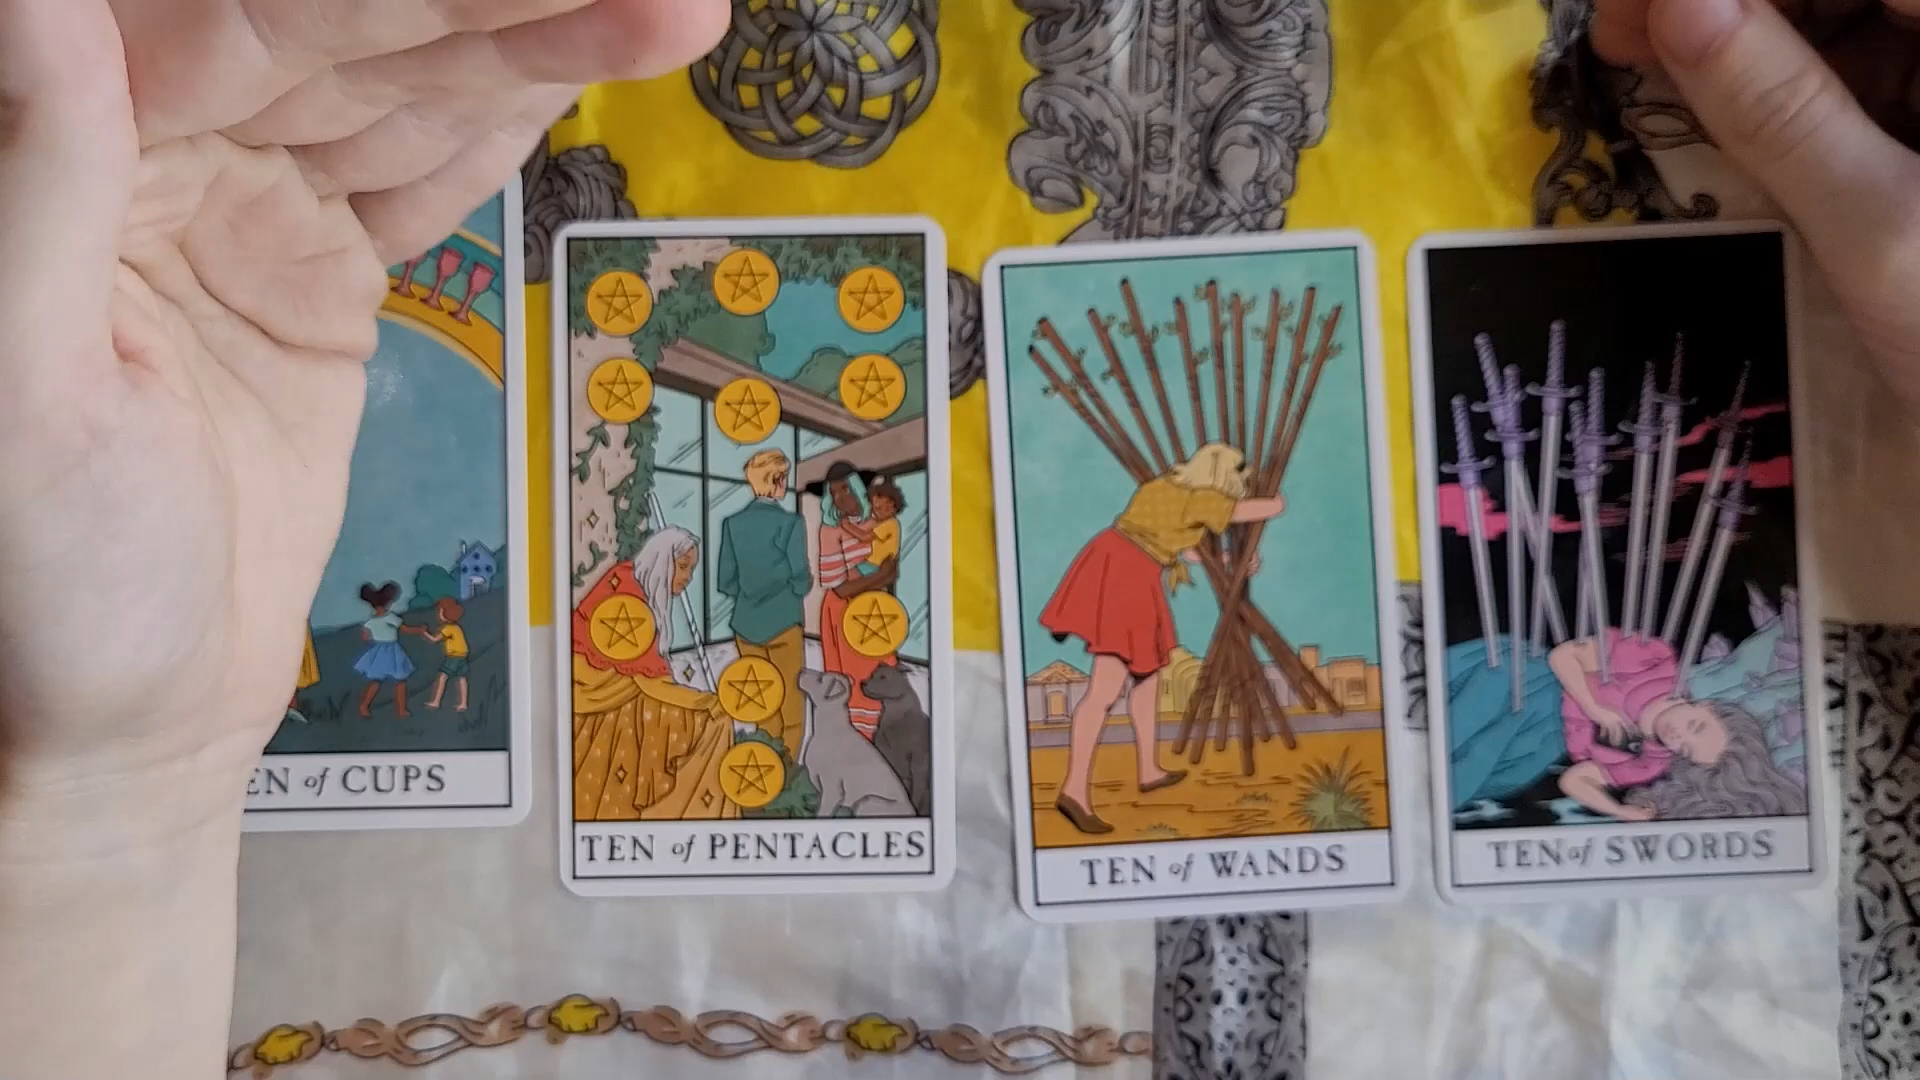 EN of CUPS
TEN of PENTACLES
TEN of WANDS
TEN of SWORDS